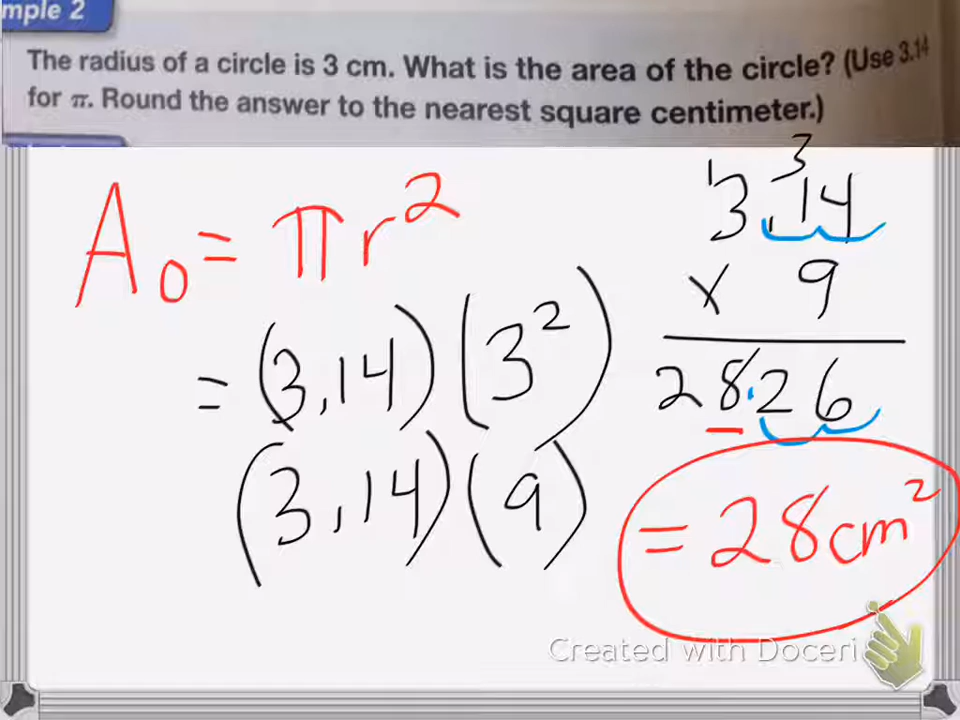 mple 2
The radius of a circle is 3 cm. What is the area of the circle? (Use 3.14
for π. Round the answer to the nearest square centimeter.)
A₀ = πr²
= (3,14)(3²)
(3,14)(9)
1 3
3,14
x 9
28.26
= 28cm²
Created with Doceri